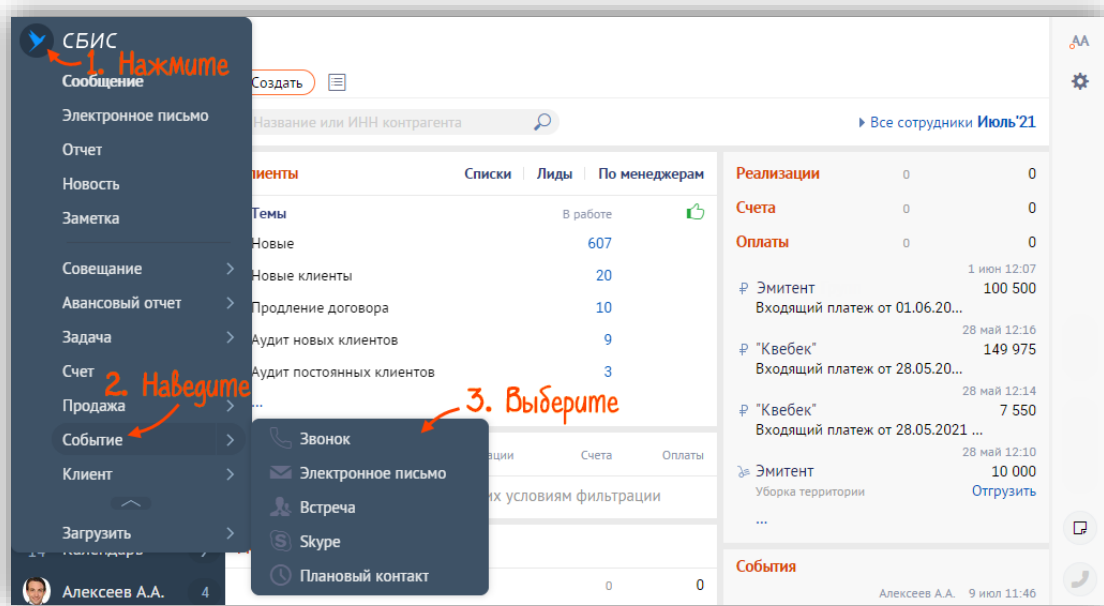 СБИС
1. Нажмите
Сообщение
Электронное письмо
Отчет
Новость
Заметка
Совещание
Авансовый отчет
Задача
Счет
2. Наведите
Продажа
Событие
Клиент
Загрузить
Календарь
Алексеев А.А. 4
Создать
Название или ИНН контрагента
Все сотрудники Июль'21
АА
Списки Лиды По менеджерам
Темы В работе
Новые 607
Новые клиенты 20
Продление договора 10
Аудит новых клиентов 9
Аудит постоянных клиентов 3
...
3. Выберите
Звонок
Электронное письмо
Встреча
Skype
Плановый контакт
Счета Оплаты
условиям фильтрации
0 0
Реализации 0 0
Счета 0 0
Оплаты 0 0
1 июн 12:07
₽ Эмитент 100 500
Входящий платеж от 01.06.20...
28 май 12:16
₽ "Квебек" 149 975
Входящий платеж от 28.05.20...
28 май 12:14
₽ "Квебек" 7 550
Входящий платеж от 28.05.2021 ...
28 май 12:10
Эмитент 10 000
Уборка территории Отгрузить
...
События
Алексеев А.А. 9 июл 11:46